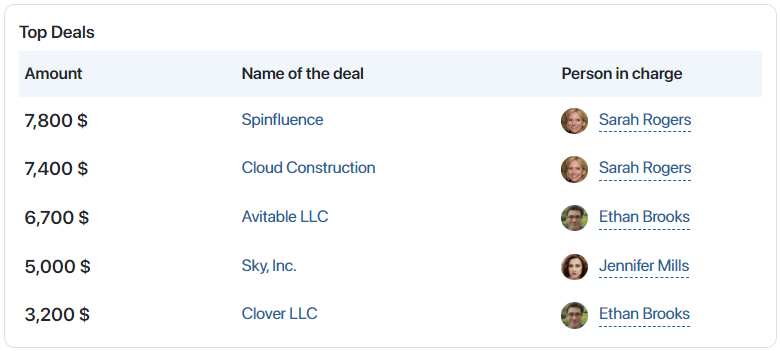 Top Deals
Amount Name of the deal Person in charge
7,800 $ Spinfluence Sarah Rogers
7,400 $ Cloud Construction Sarah Rogers
6,700 $ Avitable LLC Ethan Brooks
5,000 $ Sky, Inc. Jennifer Mills
3,200 $ Clover LLC Ethan Brooks